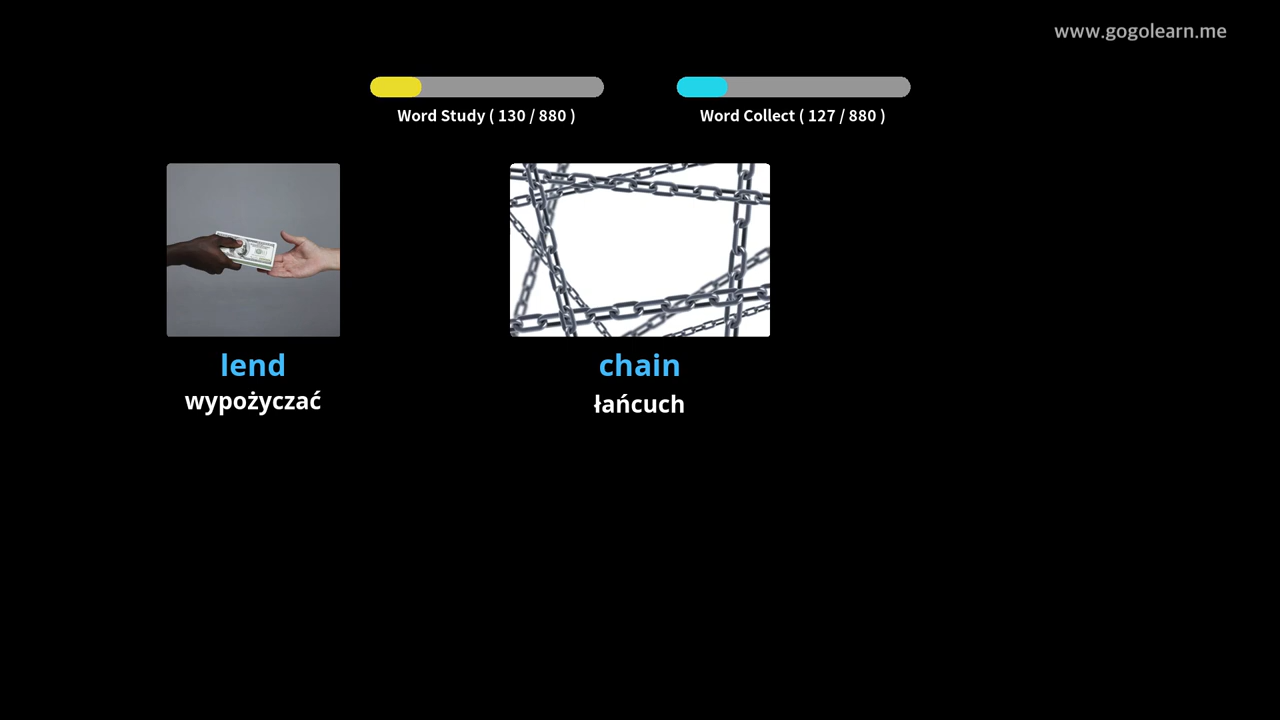 www.gogolearn.me
Word Study ( 130 / 880 )
Word Collect ( 127 / 880 )
lend
wypożyczać
chain
łańcuch